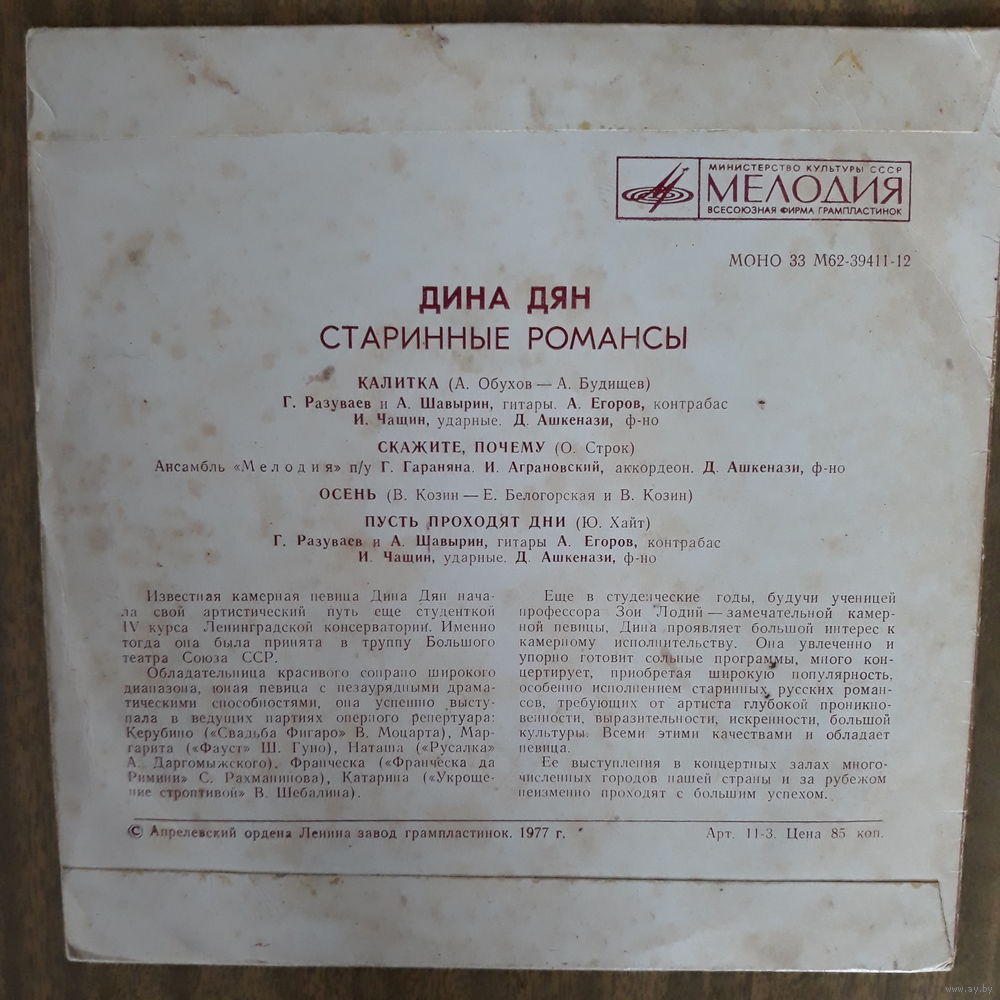 МИНИСТЕРСТВО КУЛЬТУРЫ СССР
МЕЛОДИЯ
ВСЕСОЮЗНАЯ ФИРМА ГРАМПЛАСТИНОК
МОНО 33 М62-39411-12
ДИНА ДЯН
СТАРИННЫЕ РОМАНСЫ
КАЛИТКА (А. Обухов — А. Будищев)
Г. Разуваев и А. Шавырин, гитары. А. Егоров, контрабас
И. Чащин, ударные. Д. Ашкенази, ф-но
СКАЖИТЕ, ПОЧЕМУ (О. Строк)
Ансамбль «Мелодия» п/у Г. Гараняна. И. Аграновский, аккордеон. Д. Ашкенази, ф-но
ОСЕНЬ (В. Козин — Е. Белогорская и В. Козин)
ПУСТЬ ПРОХОДЯТ ДНИ (Ю. Хайт)
Г. Разуваев и А. Шавырин, гитары А. Егоров, контрабас
И. Чащин, ударные. Д. Ашкенази, ф-но
Известная камерная певица Дина Дян нача-
ла свой артистический путь еще студенткой
IV курса Ленинградской консерватории. Именно
тогда она была принята в труппу Большого
театра Союза ССР.
Обладательница красивого сопрано широкого
диапазона, юная певица с незаурядными драма-
тическими способностями, она успешно высту-
пала в ведущих партиях оперного репертуара:
Керубино («Свадьба Фигаро» В. Моцарта), Мар-
гарита («Фауст» Ш. Гуно), Наташа («Русалка»
А. Даргомыжского), Франческа («Франческа да
Римини» С. Рахманинова), Катарина («Укроще-
ние строптивой» В. Шебалина).
Еще в студенческие годы, будучи ученицей
профессора Зои Лодий — замечательной камер-
ной певицы, Дина проявляет большой интерес к
камерному исполнительству. Она увлеченно и
упорно готовит сольные программы, много кон-
цертирует, приобретая широкую популярность,
особенно исполнением старинных русских роман-
сов, требующих от артиста глубокой проникно-
венности, выразительности, искренности, большой
культуры. Всеми этими качествами и обладает
певица.
Ее выступления в концертных залах много-
численных городов нашей страны и за рубежом
неизменно проходят с большим успехом.
© Апрелевский ордена Ленина завод грампластинок. 1977 г.
Арт. 11-3. Цена 85 коп.
www.ay.by